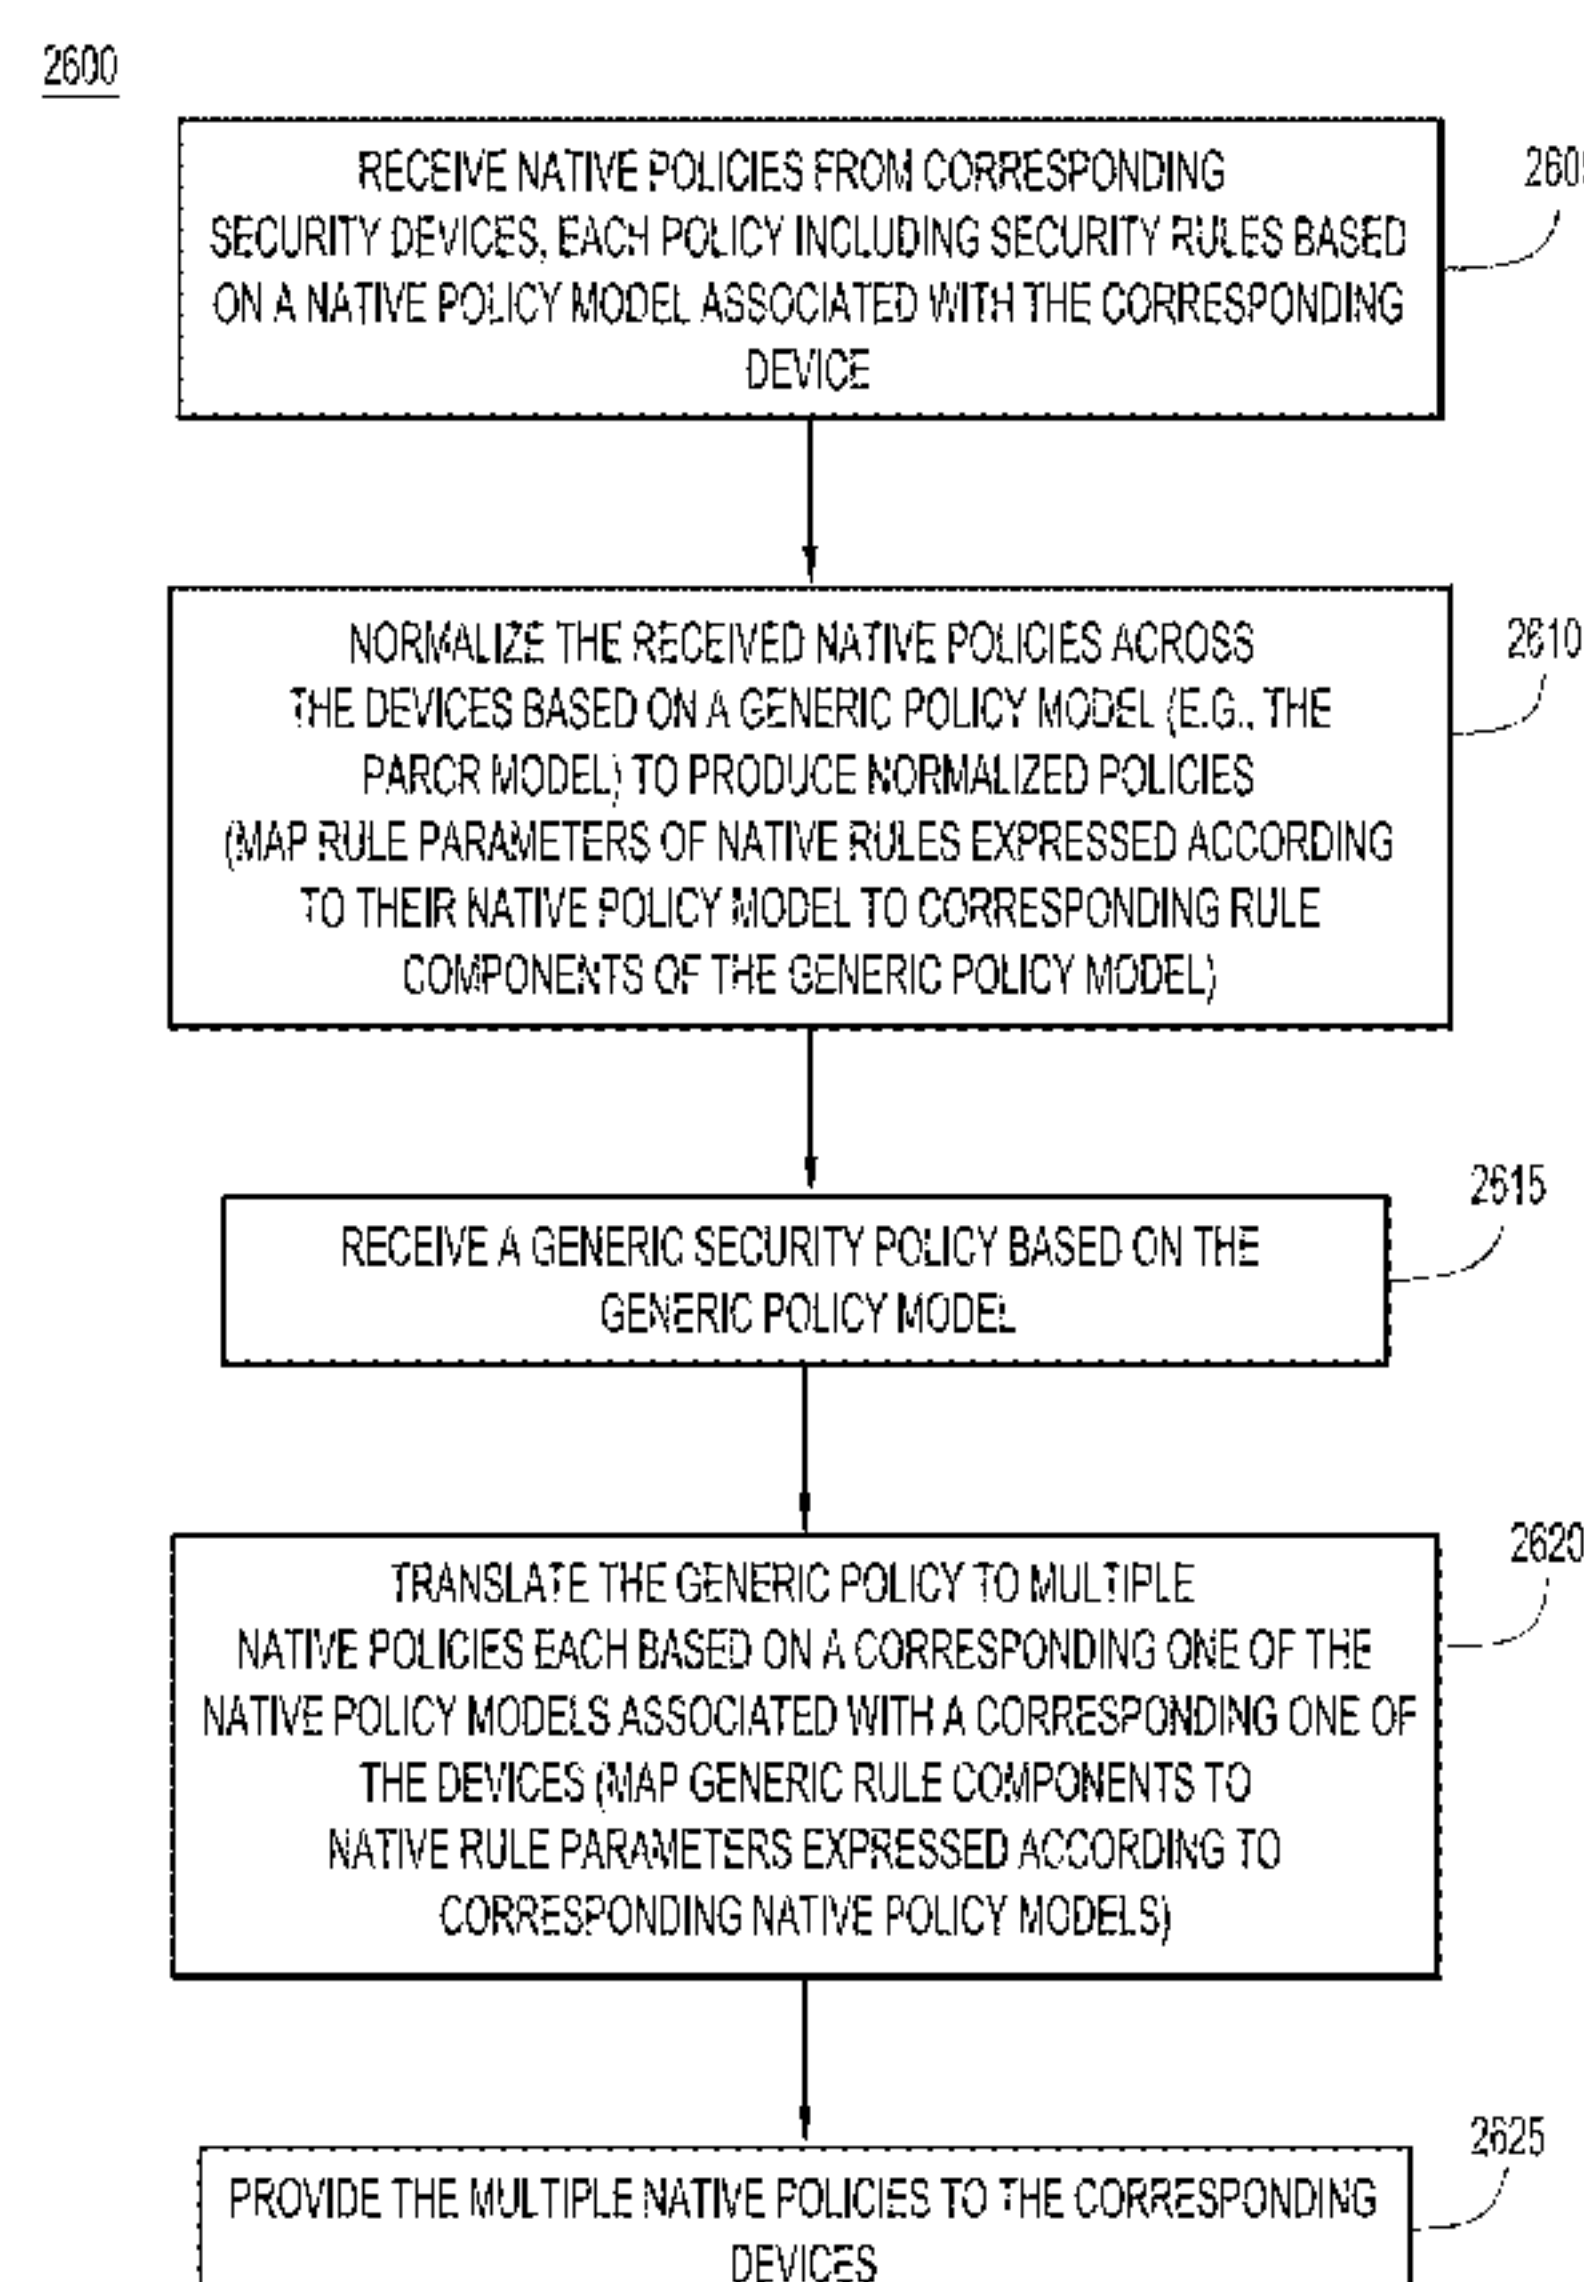 2600
RECEIVE NATIVE POLICIES FROM CORRESPONDING
SECURITY DEVICES, EACH POLICY INCLUDING SECURITY RULES BASED
ON A NATIVE POLICY MODEL ASSOCIATED WITH THE CORRESPONDING
DEVICE
2605
NORMALIZE THE RECEIVED NATIVE POLICIES ACROSS
THE DEVICES BASED ON A GENERIC POLICY MODEL (E.G., THE
PARCR MODEL) TO PRODUCE NORMALIZED POLICIES
(MAP RULE PARAMETERS OF NATIVE RULES EXPRESSED ACCORDING
TO THEIR NATIVE POLICY MODEL TO CORRESPONDING RULE
COMPONENTS OF THE GENERIC POLICY MODEL)
2610
RECEIVE A GENERIC SECURITY POLICY BASED ON THE
GENERIC POLICY MODEL
2615
TRANSLATE THE GENERIC POLICY TO MULTIPLE
NATIVE POLICIES EACH BASED ON A CORRESPONDING ONE OF THE
NATIVE POLICY MODELS ASSOCIATED WITH A CORRESPONDING ONE OF
THE DEVICES (MAP GENERIC RULE COMPONENTS TO
NATIVE RULE PARAMETERS EXPRESSED ACCORDING TO
CORRESPONDING NATIVE POLICY MODELS)
2620
PROVIDE THE MULTIPLE NATIVE POLICIES TO THE CORRESPONDING
DEVICES
2625